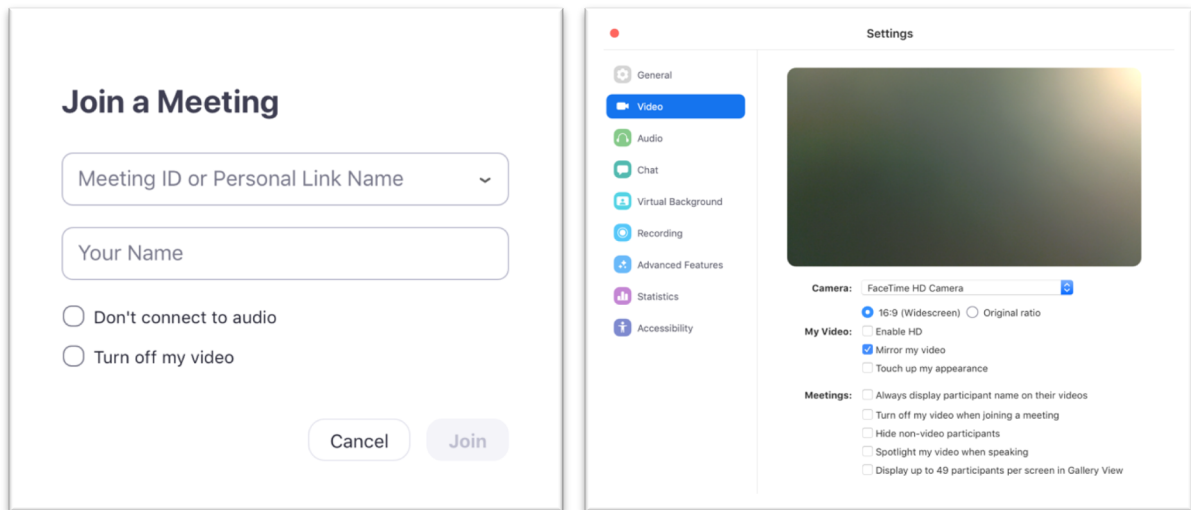 Join a Meeting
Meeting ID or Personal Link Name
Your Name
Don't connect to audio
Turn off my video
Cancel
Join
Settings
General
Video
Audio
Chat
Virtual Background
Recording
Advanced Features
Statistics
Accessibility
Camera: FaceTime HD Camera
16:9 (Widescreen) Original ratio
My Video: Enable HD
Mirror my video
Touch up my appearance
Meetings: Always display participant name on their videos
Turn off my video when joining a meeting
Hide non-video participants
Spotlight my video when speaking
Display up to 49 participants per screen in Gallery View